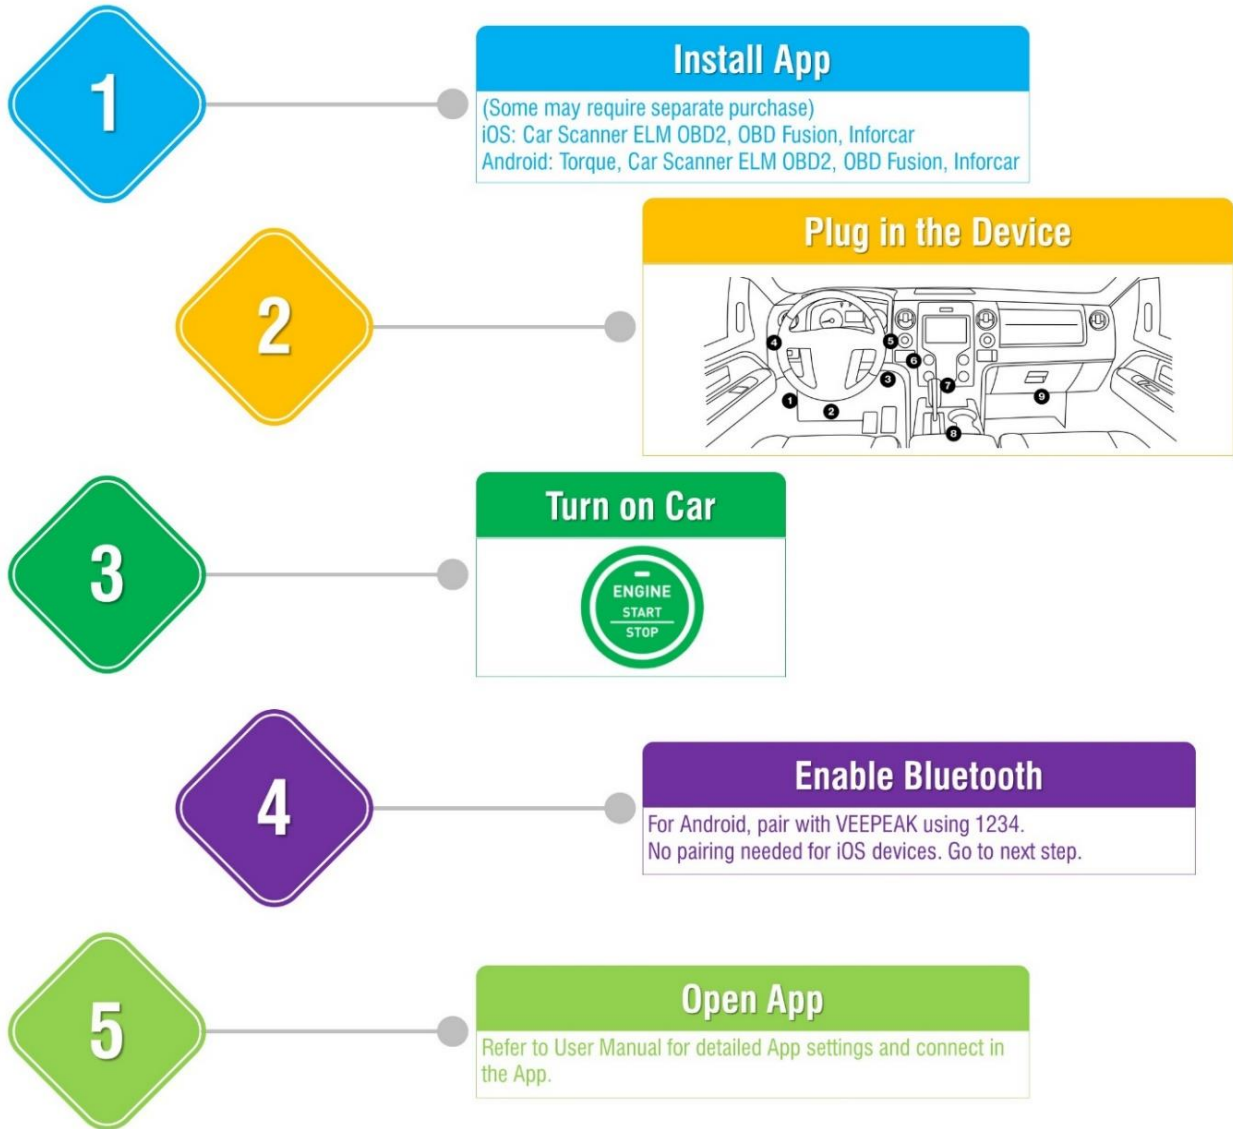 1
Install App
(Some may require separate purchase)
iOS: Car Scanner ELM OBD2, OBD Fusion, Inforcar
Android: Torque, Car Scanner ELM OBD2, OBD Fusion, Inforcar
2
Plug in the Device
4
5
6
3
7
1
2
9
8
3
Turn on Car
ENGINE
START
STOP
4
Enable Bluetooth
For Android, pair with VEEPEAK using 1234.
No pairing needed for iOS devices. Go to next step.
5
Open App
Refer to User Manual for detailed App settings and connect in
the App.